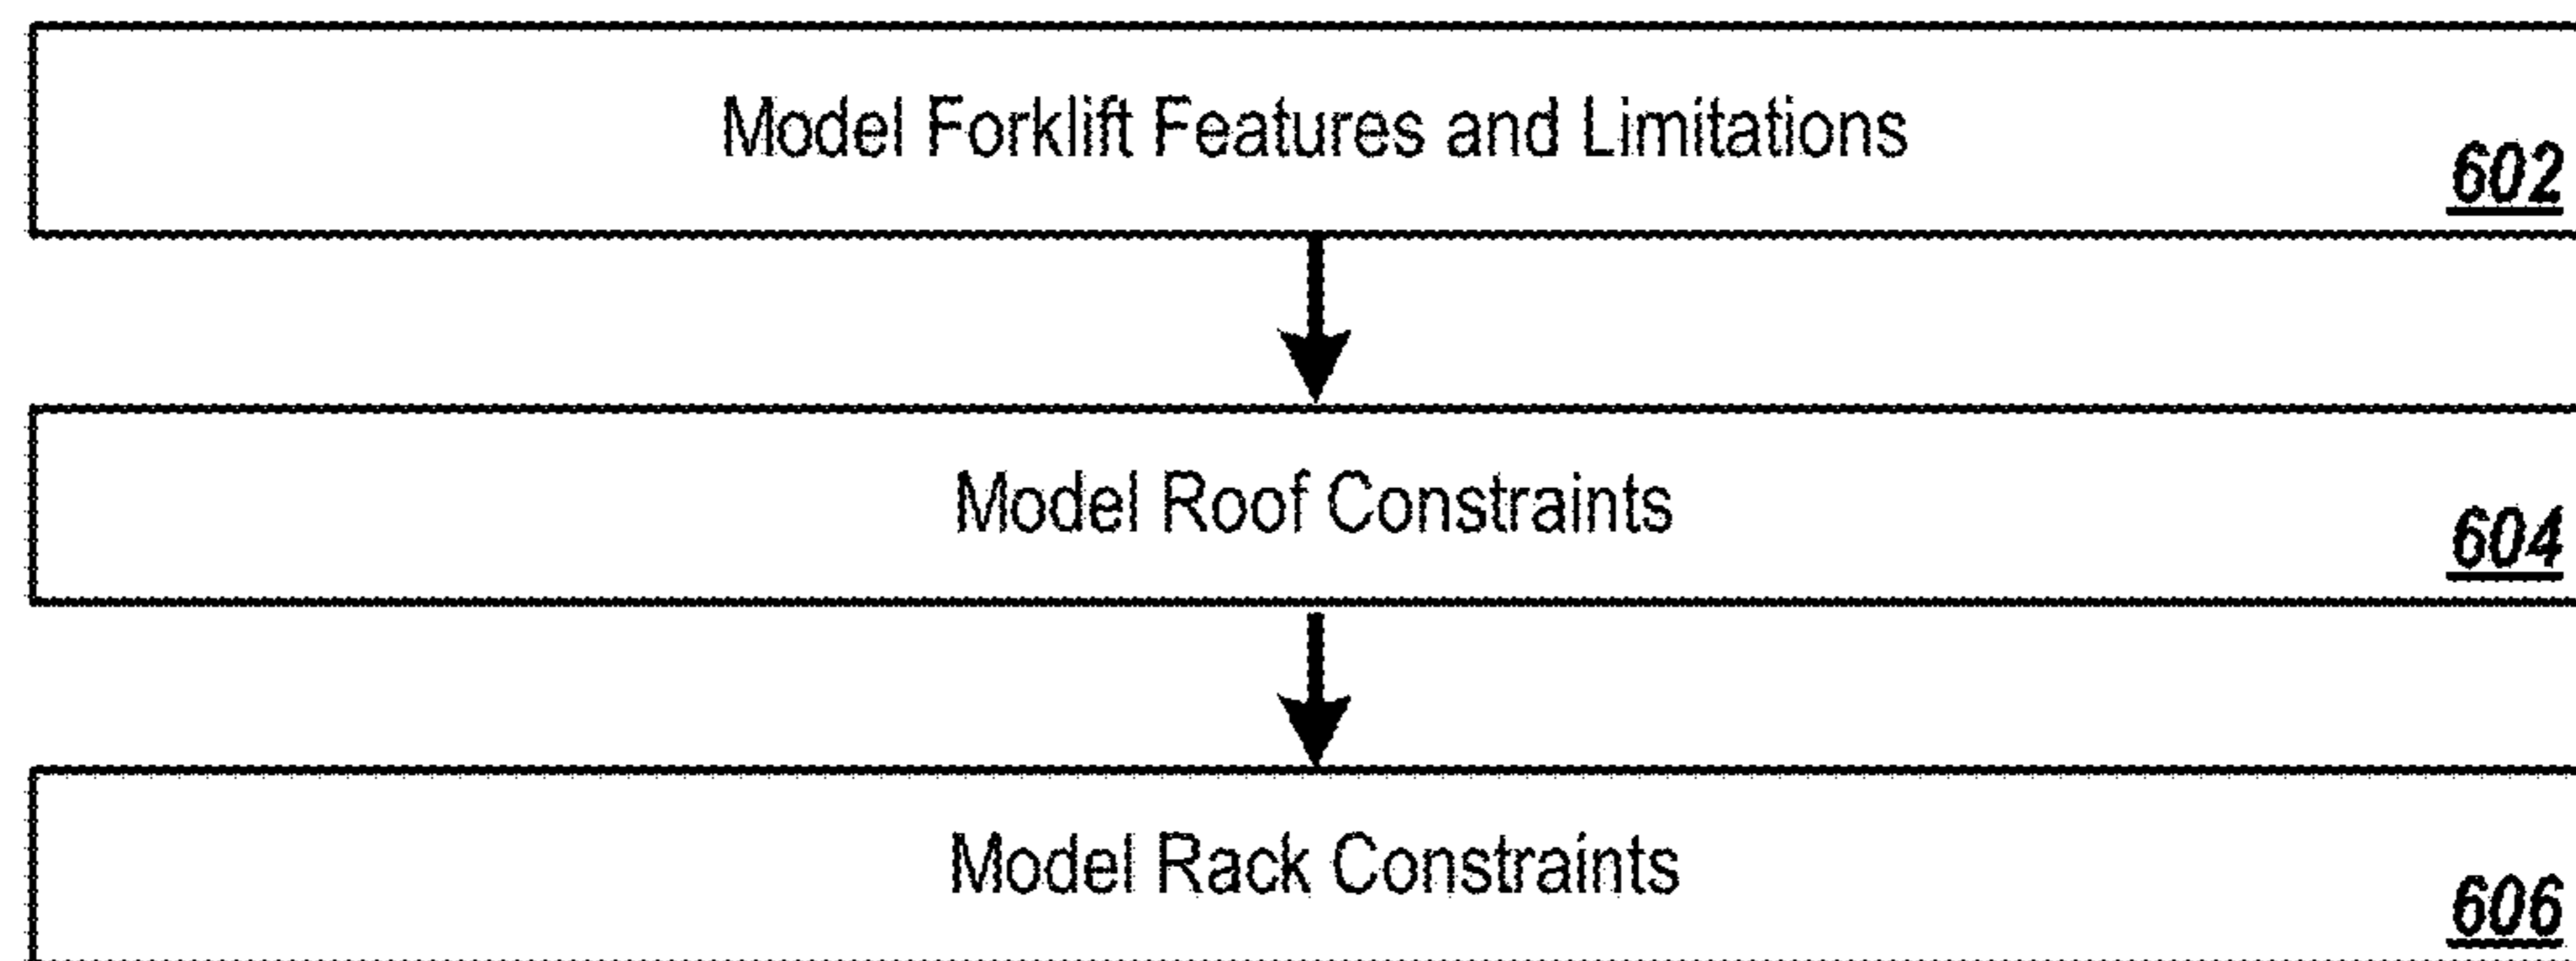 Model Forklift Features and Limitations
602
Model Roof Constraints
604
Model Rack Constraints
606